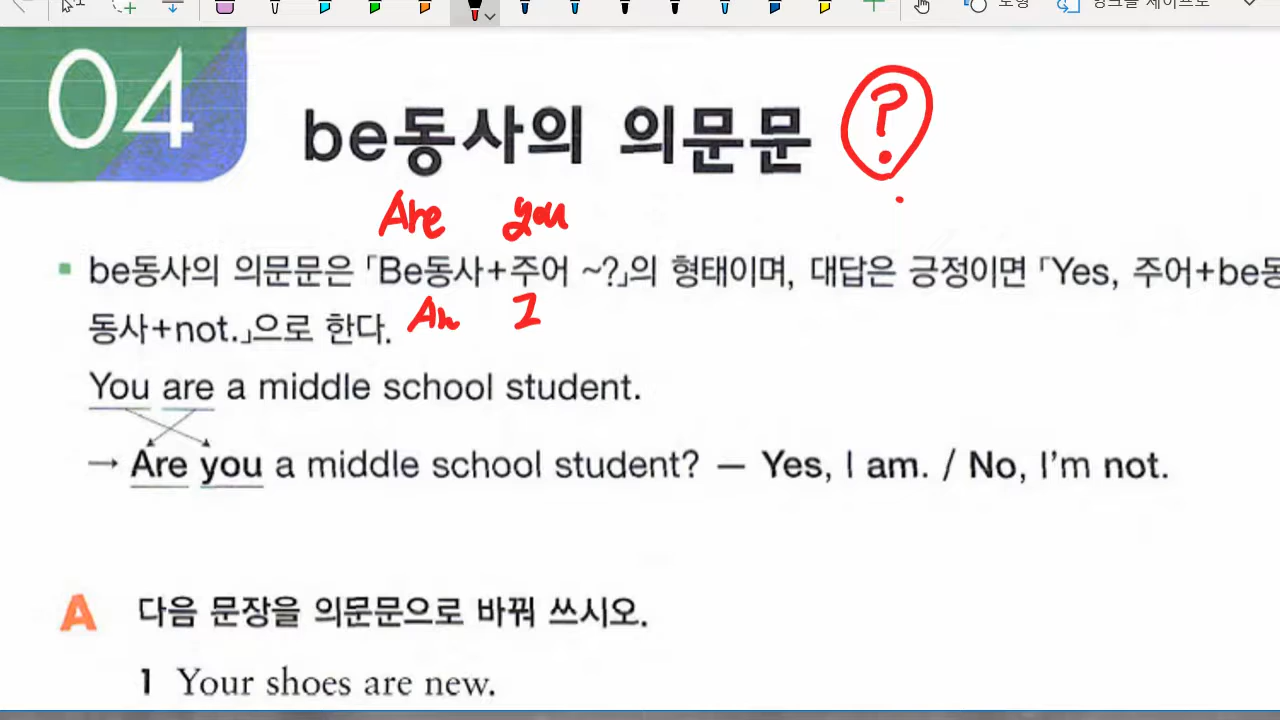 04
be동사의 의문문 ?
Are you
be동사의 의문문은 「Be동사+주어 ~?」의 형태이며, 대답은 긍정이면 「Yes, 주어+be동
동사+not.」으로 한다.
Am I
You are a middle school student.
→ Are you a middle school student? – Yes, I am. / No, I'm not.
A 다음 문장을 의문문으로 바꿔 쓰시오.
1 Your shoes are new.